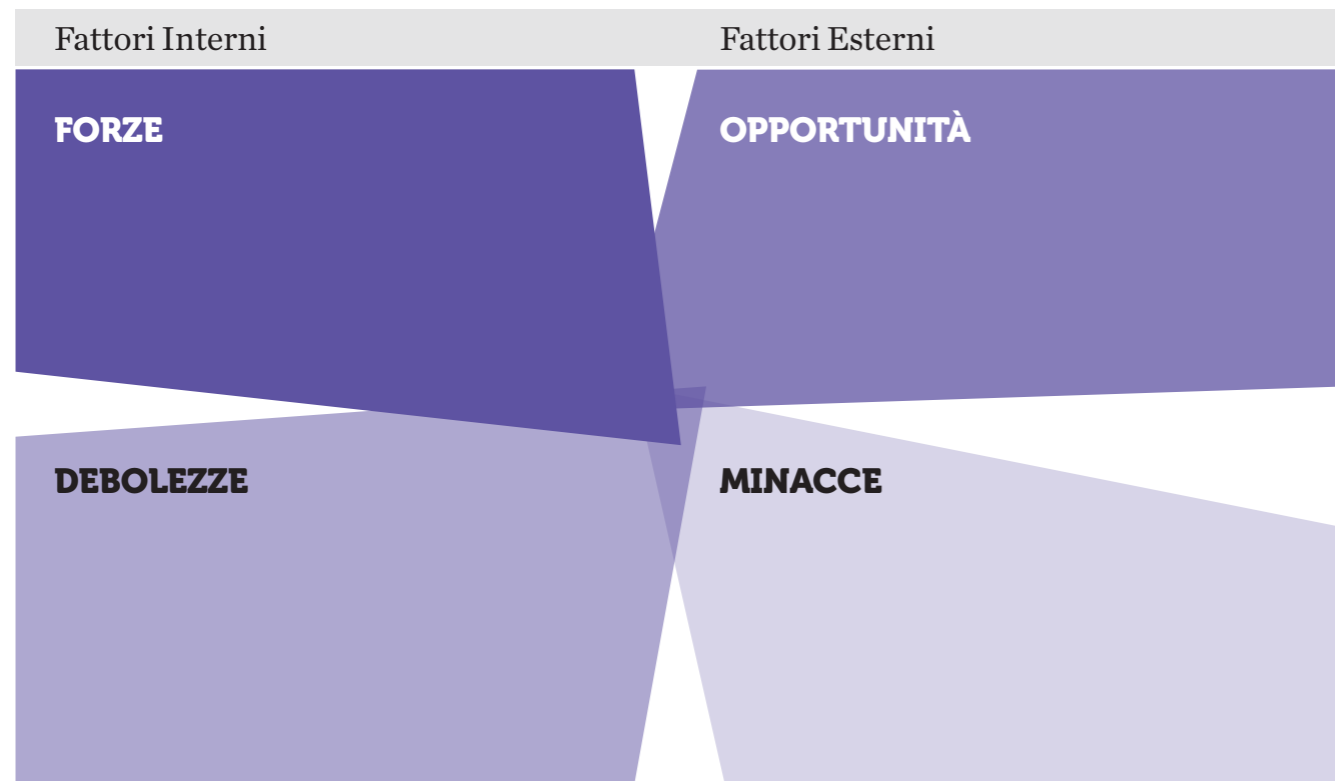 Fattori Interni
Fattori Esterni
FORZE
OPPORTUNITÀ
DEBOLEZZE
MINACCE